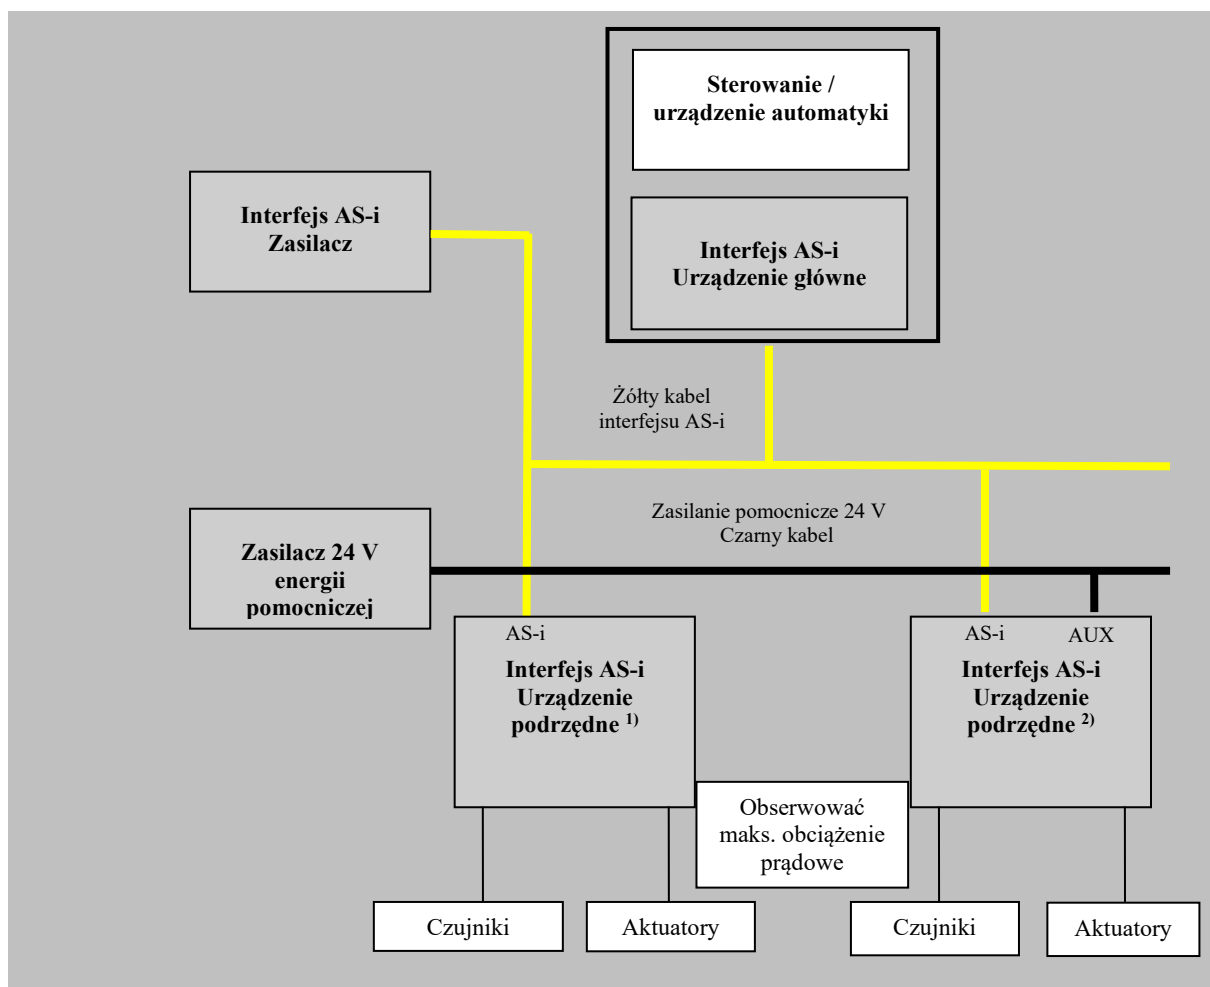 Sterowanie /
urządzenie automatyki
Interfejs AS-i
Zasilacz
Interfejs AS-i
Urządzenie główne
Żółty kabel
interfejsu AS-i
Zasilanie pomocnicze 24 V
Czarny kabel
Zasilacz 24 V
energii
pomocniczej
AS-i
Interfejs AS-i
Urządzenie
podrzędne 1)
AS-i AUX
Interfejs AS-i
Urządzenie
podrzędne 2)
Obserwować
maks. obciążenie
prądowe
Czujniki
Aktuatory
Czujniki
Aktuatory